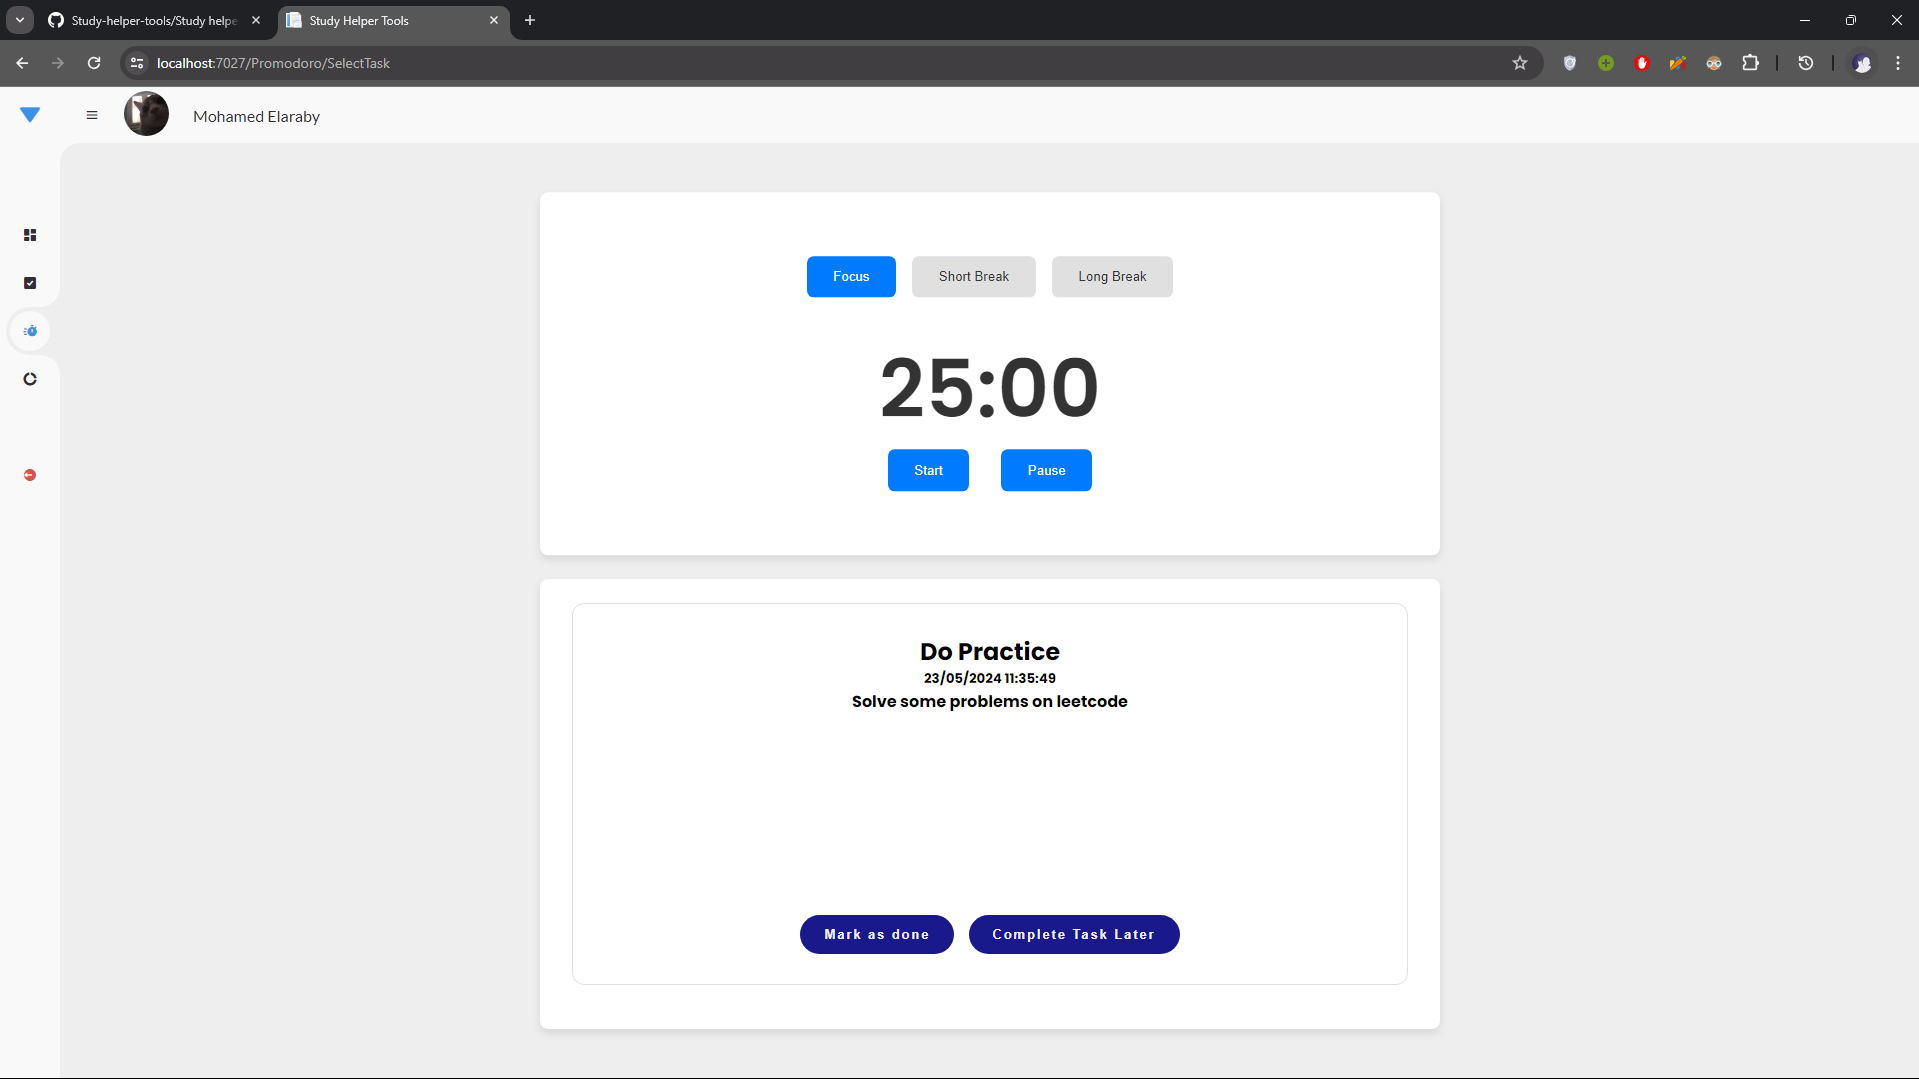 Study-helper-tools/Study helpe
Study Helper Tools
localhost:7027/Promodoro/SelectTask
Mohamed Elaraby
Focus
Short Break
Long Break
25:00
Start
Pause
Do Practice
23/05/2024 11:35:49
Solve some problems on leetcode
Mark as done
Complete Task Later